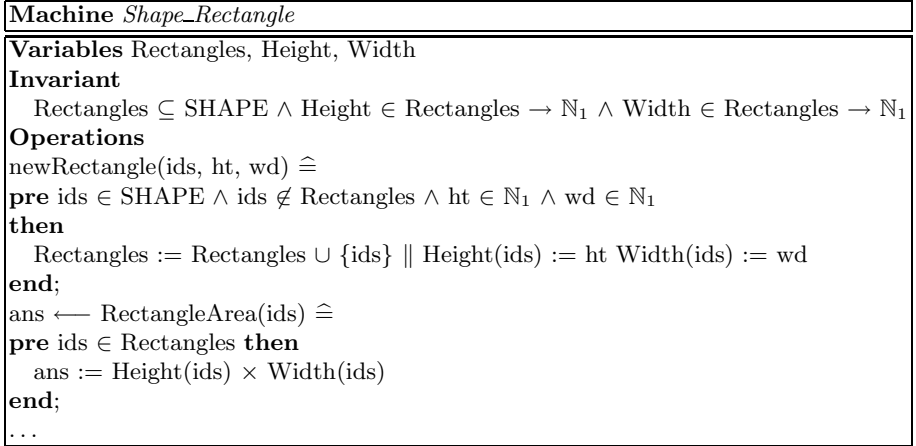 Machine Shape_Rectangle
Variables Rectangles, Height, Width
Invariant
Rectangles ⊆ SHAPE ∧ Height ∈ Rectangles → ℕ₁ ∧ Width ∈ Rectangles → ℕ₁
Operations
newRectangle(ids, ht, wd) ≙
pre ids ∈ SHAPE ∧ ids ∉ Rectangles ∧ ht ∈ ℕ₁ ∧ wd ∈ ℕ₁
then
Rectangles := Rectangles ∪ {ids} ∥ Height(ids) := ht Width(ids) := wd
end;
ans ⟵ RectangleArea(ids) ≙
pre ids ∈ Rectangles then
ans := Height(ids) × Width(ids)
end;
...